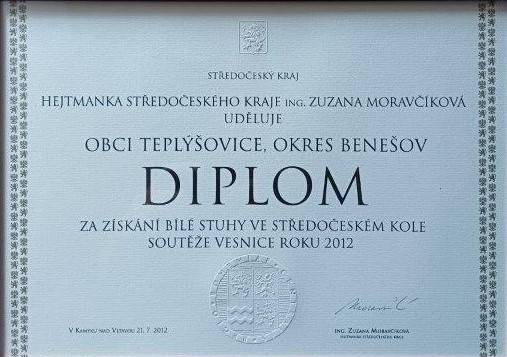 STŘEDOČESKÝ KRAJ
HEJTMANKA STŘEDOČESKÉHO KRAJE ING. ZUZANA MORAVČÍKOVÁ
UDĚLUJE
OBCI TEPLÝŠOVICE, OKRES BENEŠOV
DIPLOM
ZA ZÍSKÁNÍ BÍLÉ STUHY VE STŘEDOČESKÉM KOLE
SOUTĚŽE VESNICE ROKU 2012
V KAMÝKU NAD VLTAVOU 21. 7. 2012
ING. ZUZANA MORAVČÍKOVÁ
HEJTMANKA STŘEDOČESKÉHO KRAJE